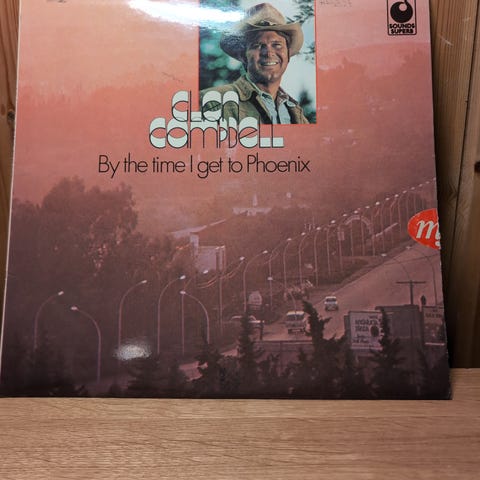 SOUNDS
SUPERB
Glen
Campbell
By the time I get to Phoenix